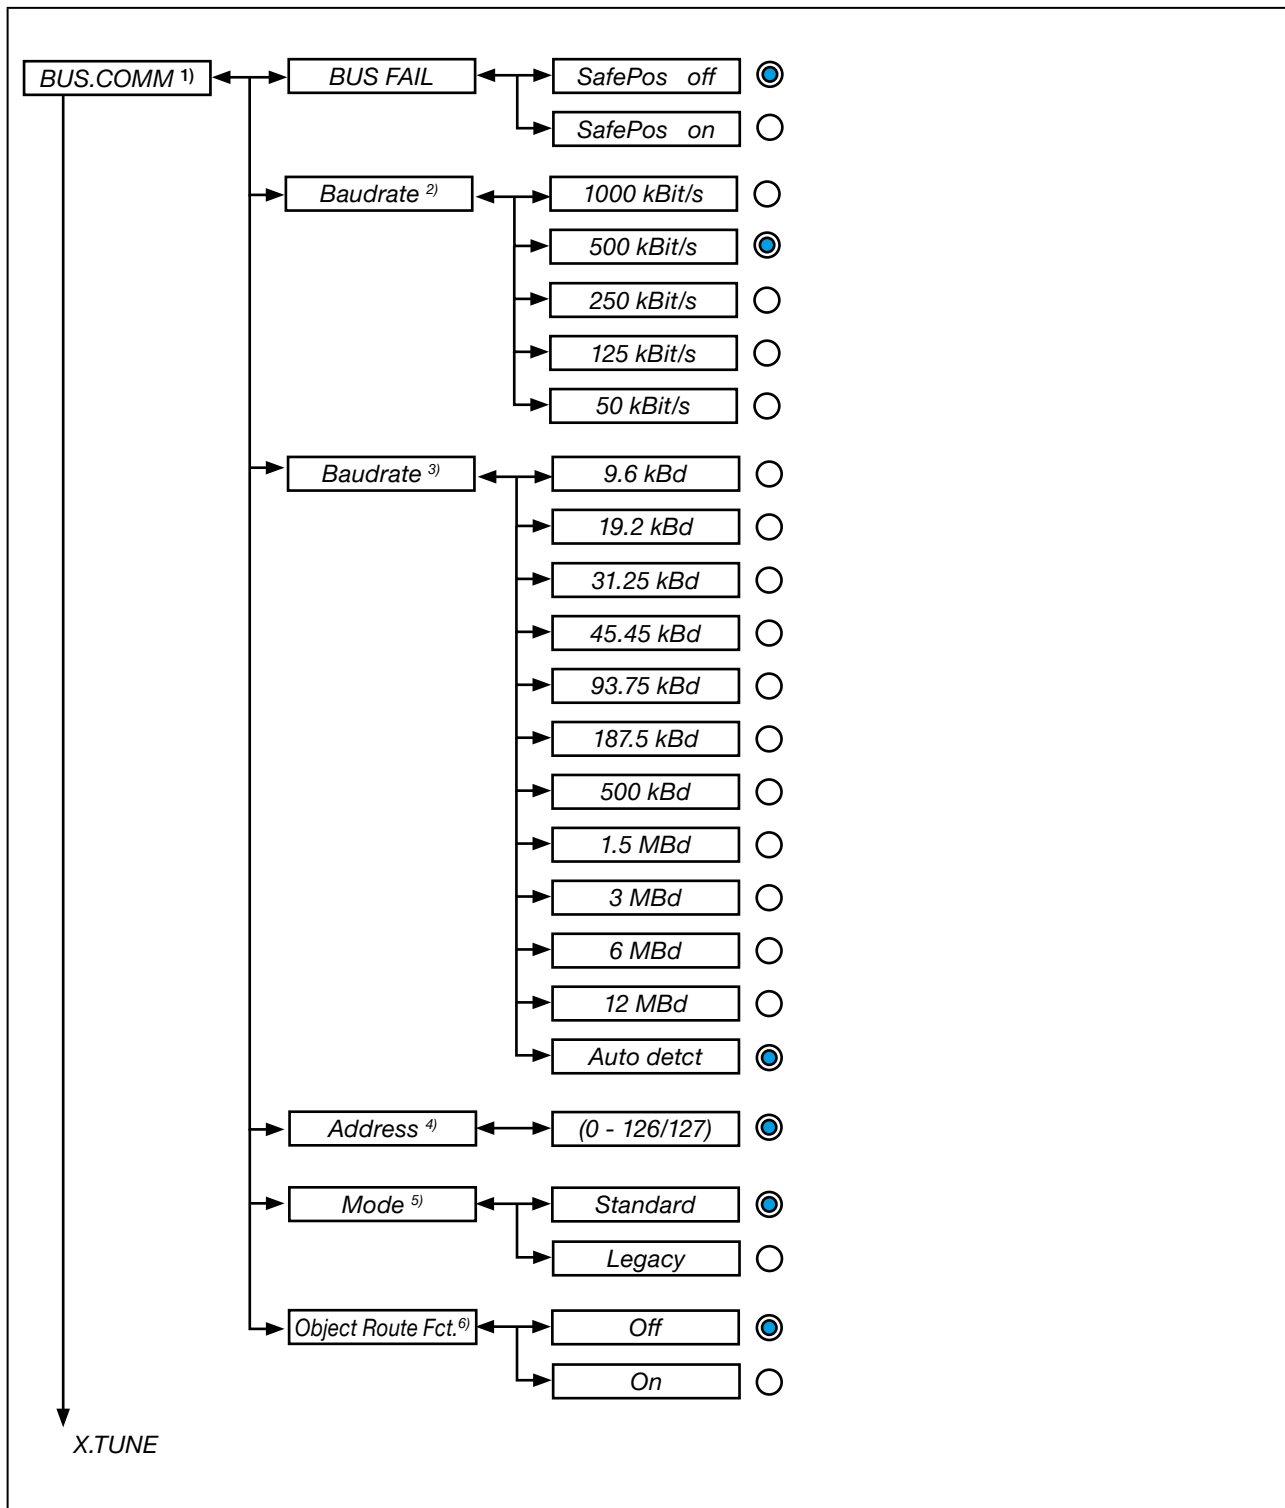 BUS.COMM 1)
BUS FAIL
SafePos off
SafePos on
Baudrate 2)
1000 kBit/s
500 kBit/s
250 kBit/s
125 kBit/s
50 kBit/s
Baudrate 3)
9.6 kBd
19.2 kBd
31.25 kBd
45.45 kBd
93.75 kBd
187.5 kBd
500 kBd
1.5 MBd
3 MBd
6 MBd
12 MBd
Auto detct
Address 4)
(0 - 126/127)
Mode 5)
Standard
Legacy
Object Route Fct.6)
Off
On
X.TUNE